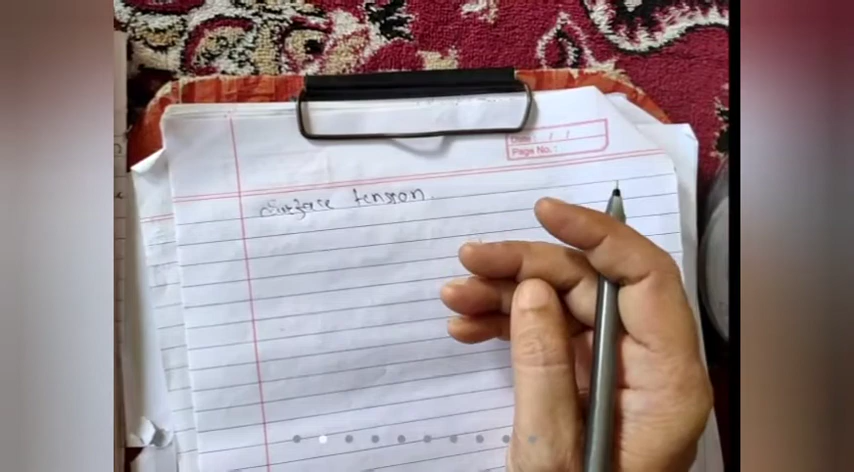 Date : / /
Page No. :
Surface tension.